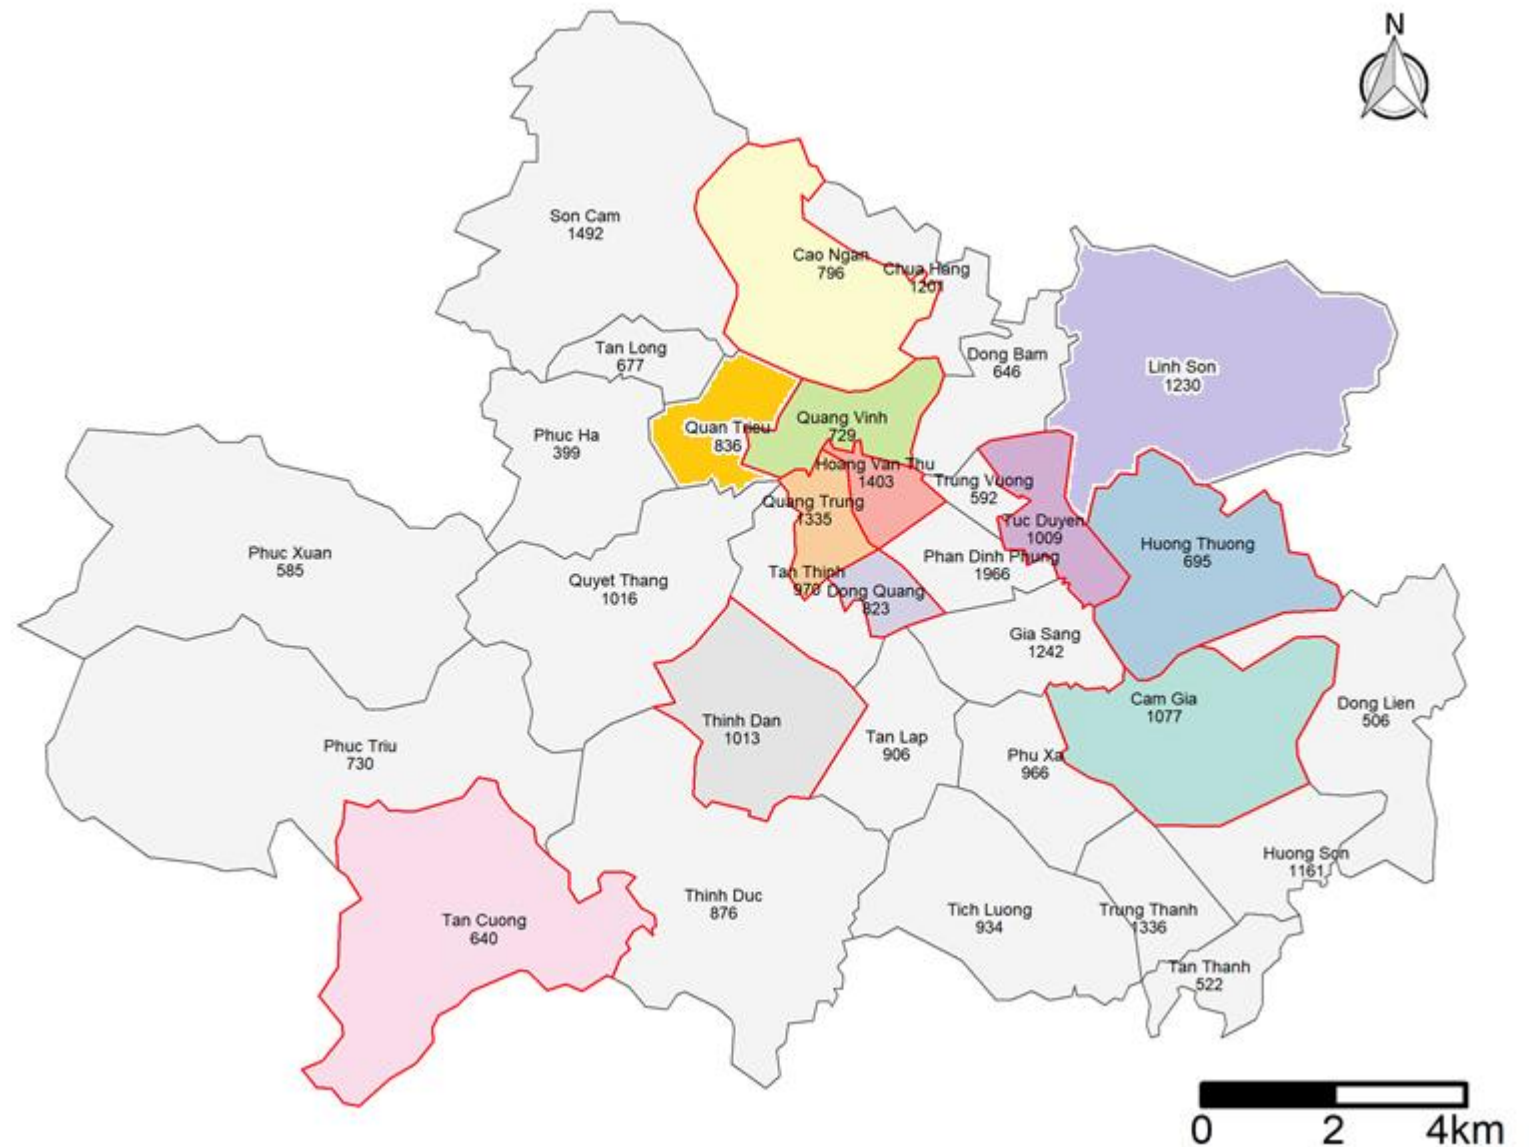 N
Son Cam
1492
Cao Ngan
796
Chua Hang
1201
Tan Long
677
Dong Bam
646
Linh Son
1230
Quan Trieu
836
Quang Vinh
729
Phuc Ha
399
Hoang Van Thu
1403
Trung Vuong
592
Quang Trung
1335
Tuc Duyen
1009
Huong Thuong
695
Phuc Xuan
585
Phan Dinh Phung
1966
Quyet Thang
1016
Tan Thinh
970
Dong Quang
823
Gia Sang
1242
Cam Gia
1077
Dong Lien
506
Thinh Dan
1013
Tan Lap
906
Phuc Triu
730
Phu Xa
966
Huong Son
1161
Thinh Duc
876
Tich Luong
934
Trung Thanh
1336
Tan Cuong
640
Tan Thanh
522
0 2 4km